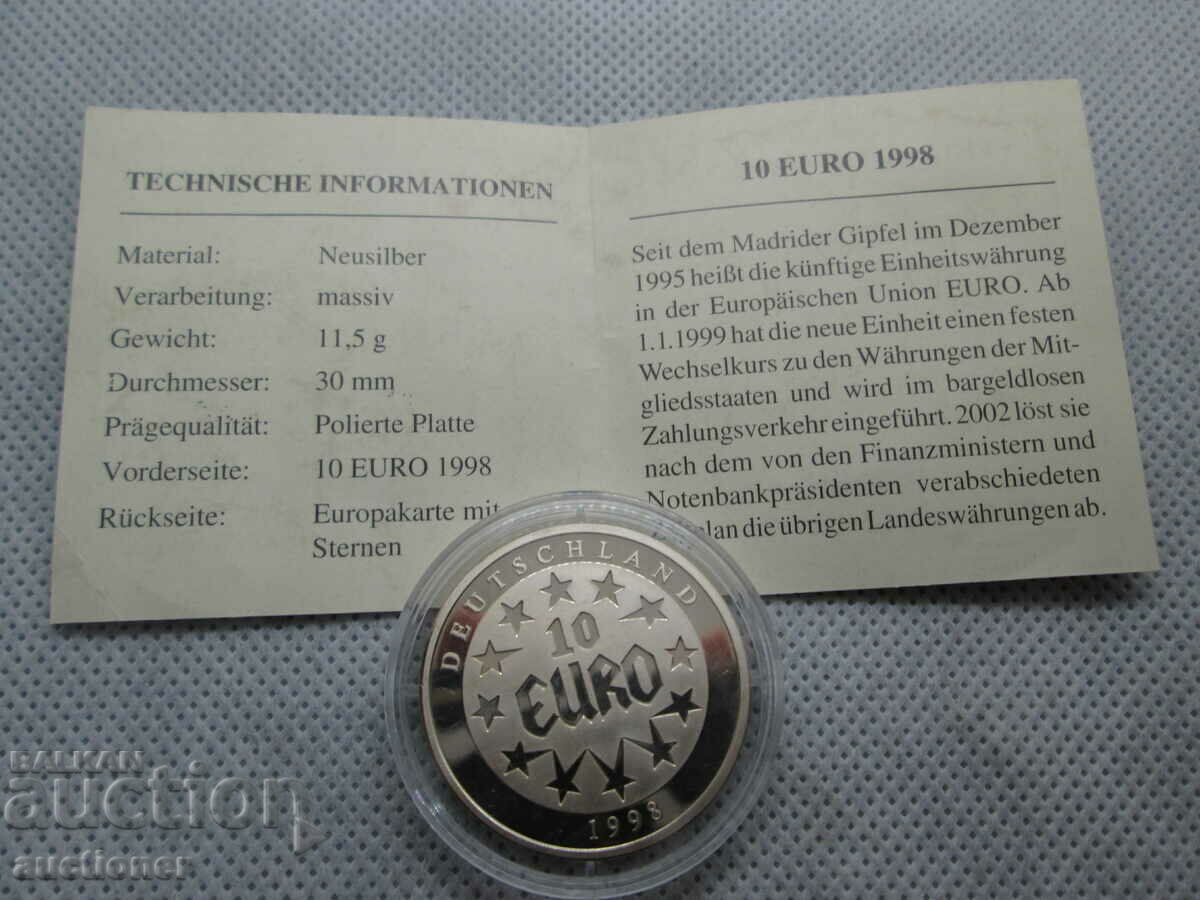 TECHNISCHE INFORMATIONEN
Material: Neusilber
Verarbeitung: massiv
Gewicht: 11,5 g
Durchmesser: 30 mm
Prägequalität: Polierte Platte
Vorderseite: 10 EURO 1998
Rückseite: Europakarte mit
Sternen
10 EURO 1998
Seit dem Madrider Gipfel im Dezember
1995 heißt die künftige Einheitswährung
in der Europäischen Union EURO. Ab
1.1.1999 hat die neue Einheit einen festen
Wechselkurs zu den Währungen der Mit-
gliedsstaaten und wird im bargeldlosen
Zahlungsverkehr eingeführt. 2002 löst sie
nach dem von den Finanzministern und
Notenbankpräsidenten verabschiedeten
die übrigen Landeswährungen ab.
DEUTSCHLAND
10
EURO
1998
BALKAN
auction
auctioner